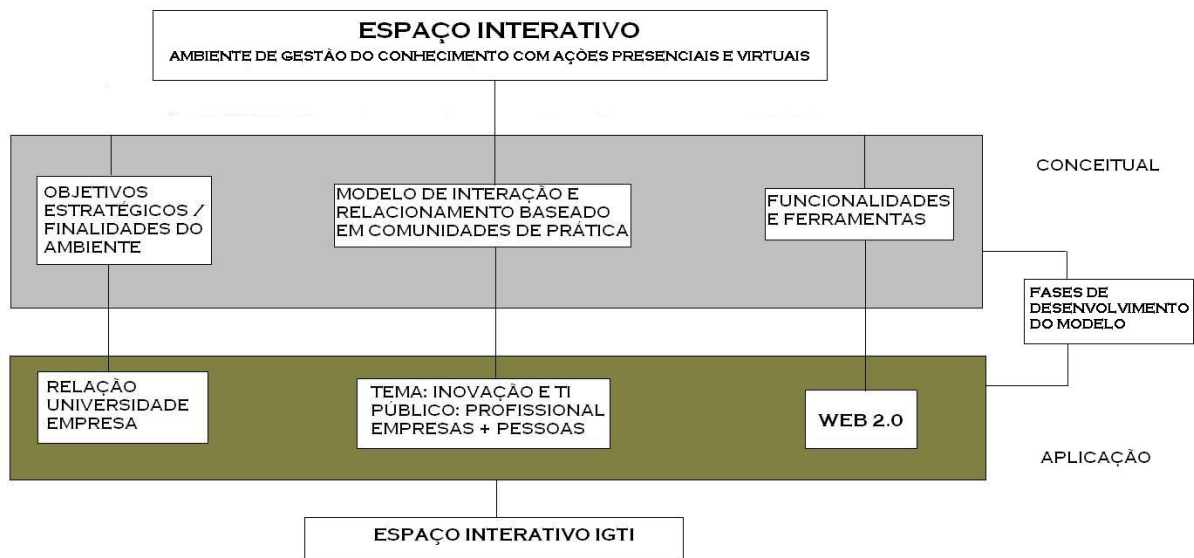 ESPAÇO INTERATIVO
AMBIENTE DE GESTÃO DO CONHECIMENTO COM AÇÕES PRESENCIAIS E VIRTUAIS
CONCEITUAL
OBJETIVOS
ESTRATÉGICOS /
FINALIDADES DO
AMBIENTE
MODELO DE INTERAÇÃO E
RELACIONAMENTO BASEADO
EM COMUNIDADES DE PRÁTICA
FUNCIONALIDADES
E FERRAMENTAS
FASES DE
DESENVOLVIMENTO
DO MODELO
RELAÇÃO
UNIVERSIDADE
EMPRESA
TEMA: INOVAÇÃO E TI
PÚBLICO: PROFISSIONAL
EMPRESAS + PESSOAS
WEB 2.0
APLICAÇÃO
ESPAÇO INTERATIVO IGTI